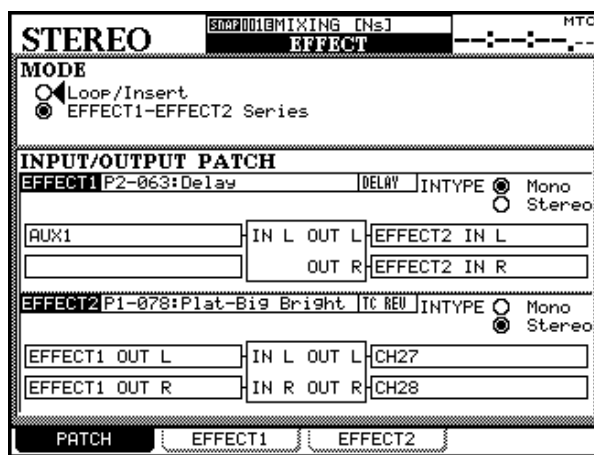 STEREO
SNAP001 MIXING [Ns]
EFFECT
MTC
--:--:--.--
MODE
Loop/Insert
EFFECT1-EFFECT2 Series
INPUT/OUTPUT PATCH
EFFECT1 P2-063:Delay DELAY INTYPE Mono
Stereo
AUX1 IN L OUT L EFFECT2 IN L
OUT R EFFECT2 IN R
EFFECT2 P1-078:Plat-Big Bright TC REV INTYPE Mono
Stereo
EFFECT1 OUT L IN L OUT L CH27
EFFECT1 OUT R IN R OUT R CH28
PATCH EFFECT1 EFFECT2